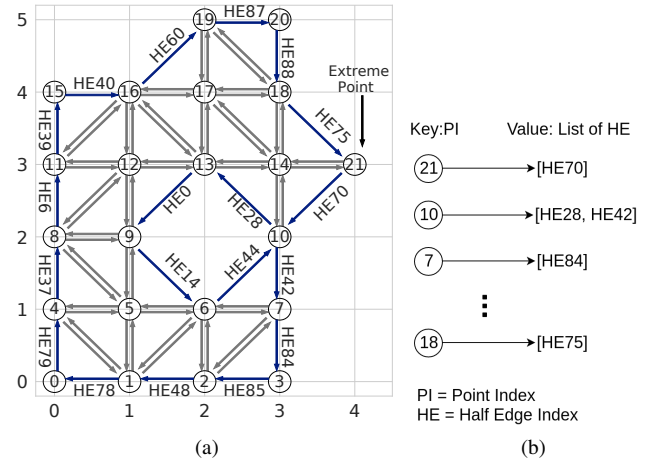 5
4
3
2
1
0
0
1
2
3
4
19
HE87
20
HE60
HE88
15
HE40
16
17
18
Extreme
Point
HE39
HE75
11
12
13
14
21
HE6
HE0
HE28
HE70
8
9
10
HE37
HE14
HE44
HE42
4
5
6
7
HE79
HE84
0
HE78
1
HE48
2
HE85
3
(a)
Key:PI
Value: List of HE
21
[HE70]
10
[HE28, HE42]
7
[HE84]
18
[HE75]
PI = Point Index
HE = Half Edge Index
(b)